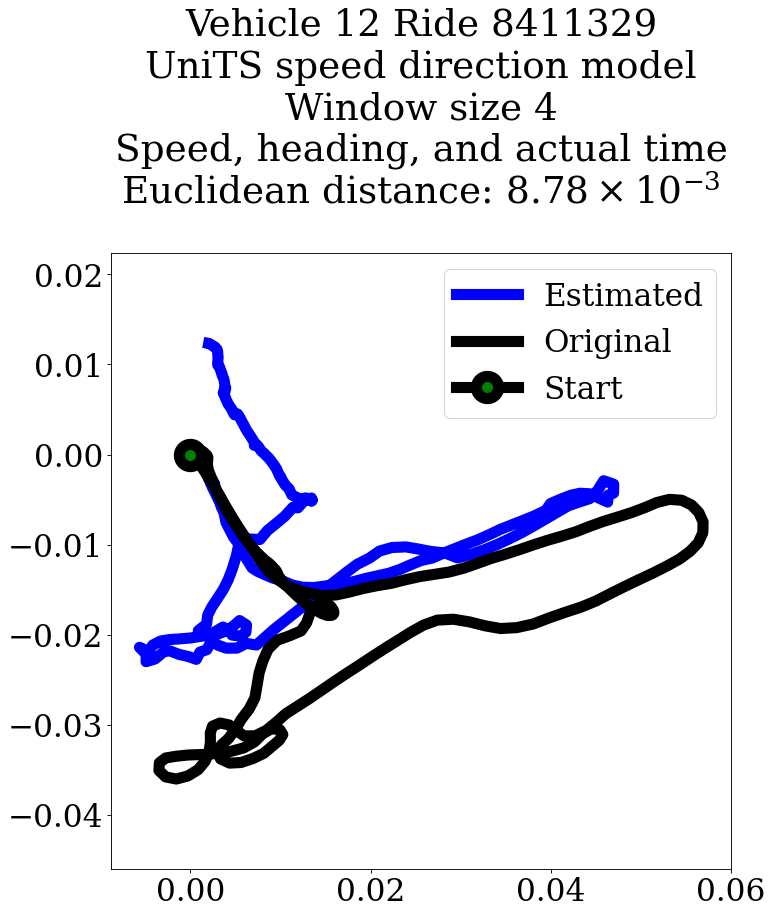 Vehicle 12 Ride 8411329
UniTS speed direction model
Window size 4
Speed, heading, and actual time
Euclidean distance: 8.78 × 10⁻³
Estimated
Original
Start
0.02
0.01
0.00
−0.01
−0.02
−0.03
−0.04
0.00 0.02 0.04 0.06